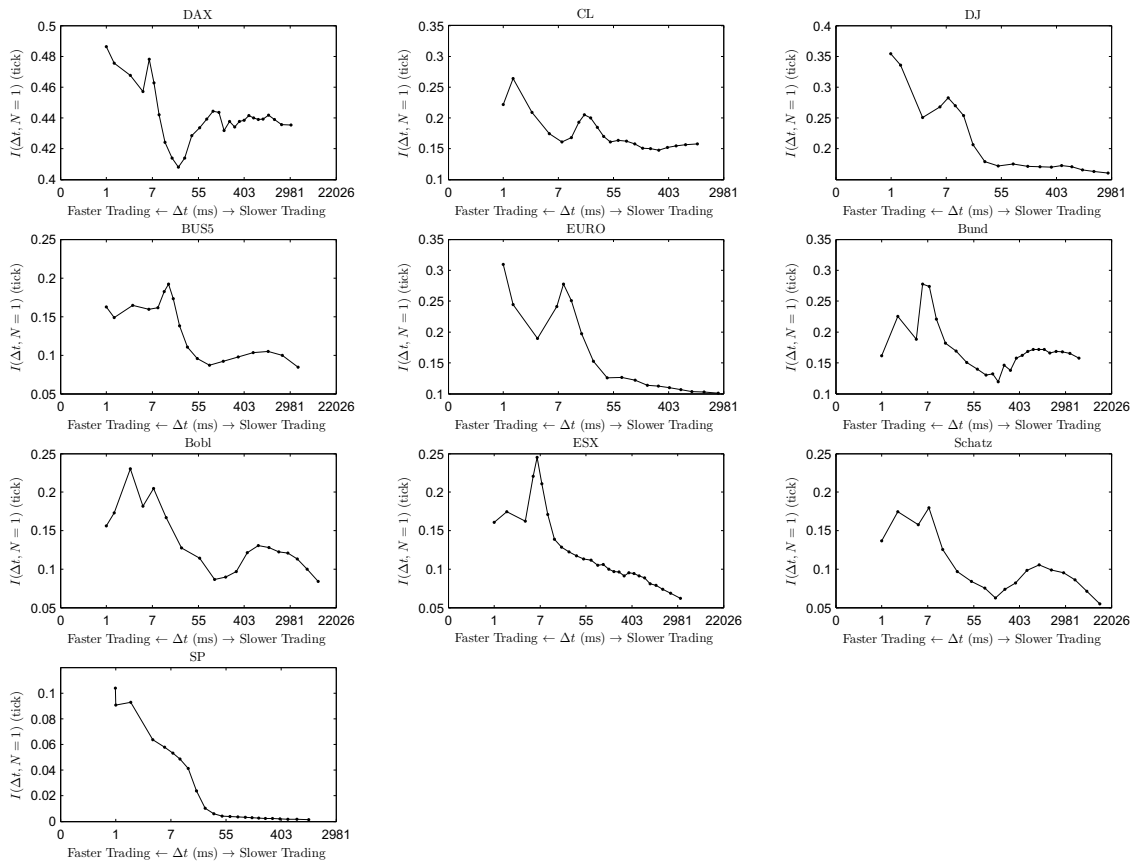 DAX
0.5
0.48
0.46
0.44
0.42
0.4
I(Δt, N = 1) (tick)
0 1 7 55 403 2981 22026
Faster Trading ← Δt (ms) → Slower Trading
CL
0.35
0.3
0.25
0.2
0.15
0.1
I(Δt, N = 1) (tick)
0 1 7 55 403 2981
Faster Trading ← Δt (ms) → Slower Trading
DJ
0.4
0.35
0.3
0.25
0.2
I(Δt, N = 1) (tick)
0 1 7 55 403 2981
Faster Trading ← Δt (ms) → Slower Trading
BUS5
0.25
0.2
0.15
0.1
0.05
I(Δt, N = 1) (tick)
0 1 7 55 403 2981 22026
Faster Trading ← Δt (ms) → Slower Trading
EURO
0.35
0.3
0.25
0.2
0.15
0.1
I(Δt, N = 1) (tick)
0 1 7 55 403 2981
Faster Trading ← Δt (ms) → Slower Trading
Bund
0.35
0.3
0.25
0.2
0.15
0.1
I(Δt, N = 1) (tick)
0 1 7 55 403 2981 22026
Faster Trading ← Δt (ms) → Slower Trading
Bobl
0.25
0.2
0.15
0.1
0.05
I(Δt, N = 1) (tick)
0 1 7 55 403 2981 22026
Faster Trading ← Δt (ms) → Slower Trading
ESX
0.25
0.2
0.15
0.1
0.05
I(Δt, N = 1) (tick)
0 1 7 55 403 2981 22026
Faster Trading ← Δt (ms) → Slower Trading
Schatz
0.25
0.2
0.15
0.1
0.05
I(Δt, N = 1) (tick)
0 1 7 55 403 2981 22026
Faster Trading ← Δt (ms) → Slower Trading
SP
0.1
0.08
0.06
0.04
0.02
0
I(Δt, N = 1) (tick)
0 1 7 55 403 2981
Faster Trading ← Δt (ms) → Slower Trading